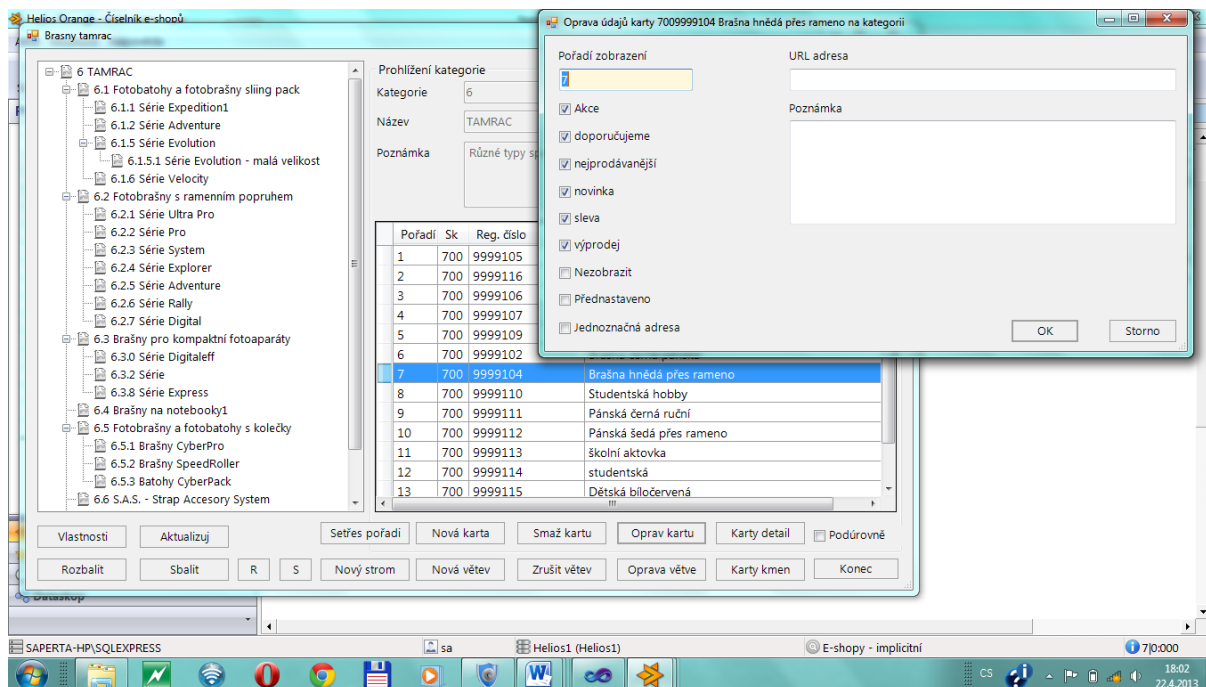 Helios Orange - Číselník e-shopů
Brasny tamrac
6 TAMRAC
6.1 Fotobatohy a fotobrašny sliing pack
6.1.1 Série Expedition1
6.1.2 Série Adventure
6.1.5 Série Evolution
6.1.5.1 Série Evolution - malá velikost
6.1.6 Série Velocity
6.2 Fotobrašny s ramenním popruhem
6.2.1 Série Ultra Pro
6.2.2 Série Pro
6.2.3 Série System
6.2.4 Série Explorer
6.2.5 Série Adventure
6.2.6 Série Rally
6.2.7 Série Digital
6.3 Brašny pro kompaktní fotoaparáty
6.3.0 Série Digitaleff
6.3.2 Série
6.3.8 Série Express
6.4 Brašny na notebooky1
6.5 Fotobrašny a fotobatohy s kolečky
6.5.1 Brašny CyberPro
6.5.2 Brašny SpeedRoller
6.5.3 Batohy CyberPack
6.6 S.A.S. - Strap Accesory System
Prohlížení kategorie
Kategorie 6
Název TAMRAC
Poznámka Různé typy
Pořadí Sk Reg. číslo
1 700 9999105
2 700 9999116
3 700 9999106
4 700 9999107
5 700 9999109
6 700 9999102
7 700 9999104 Brašna hnědá přes rameno
8 700 9999110 Studentská hobby
9 700 9999111 Pánská černá ruční
10 700 9999112 Pánská šedá přes rameno
11 700 9999113 školní aktovka
12 700 9999114 studentská
13 700 9999115 Dětská bíločervená
Vlastnosti Aktualizuj Setřes pořadi Nová karta Smaž kartu Oprav kartu Karty detail Podúrovně
Rozbalit Sbalit R S Nový strom Nová větev Zrušit větev Oprava větve Karty kmen Konec
Oprava údajů karty 7009999104 Brašna hnědá přes rameno na kategorii
Pořadí zobrazení URL adresa
7
Akce Poznámka
doporučujeme
nejprodávanější
novinka
sleva
výprodej
Nezobrazit
Přednastaveno
Jednoznačná adresa OK Storno
Dataskop
SAPERTA-HP\SQLEXPRESS sa Helios1 (Helios1) E-shopy - implicitní 7|0:000
CS 18:02
22.4.2013